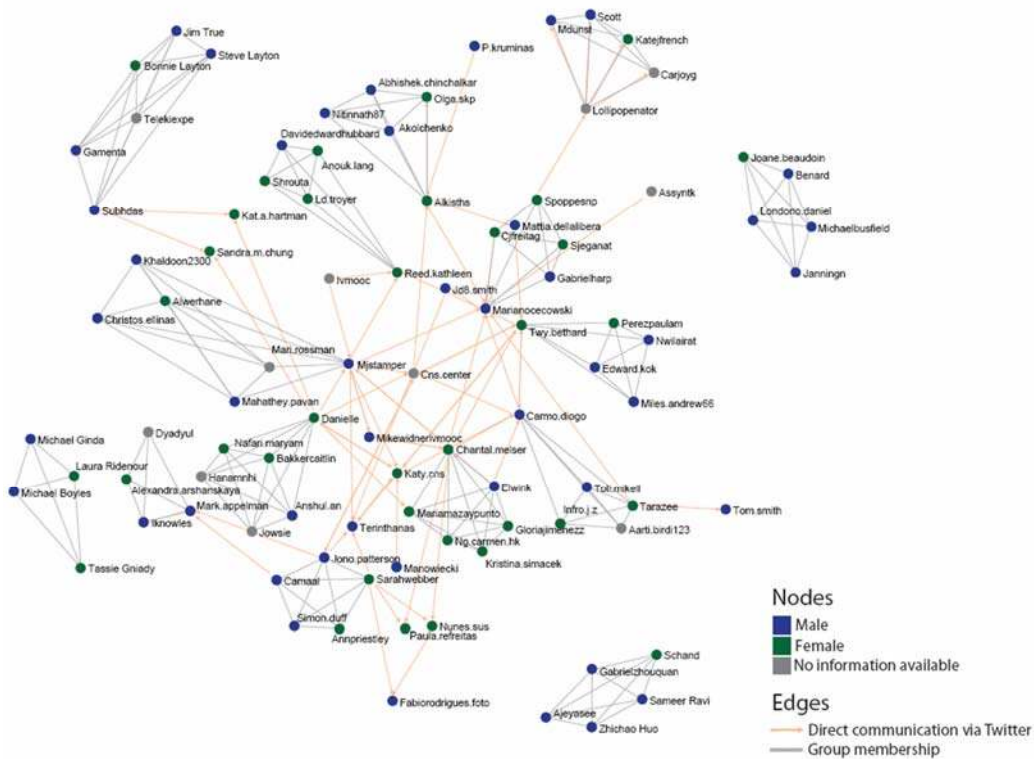 Scott
Jim True
Mdunst
Katejfrench
P.kruminas
Steve Layton
Bonnie Layton
Carjoyg
Abhishek.chinchalkar
Olga.skp
Lollipopenator
Nitinnath87
Telekiexpe
Akoichenko
Davidedwardhubbard
Gamenta
Anouk.lang
Joane.beaudoin
Benard
Shrouta
Assyntk
Ld.troyer
Alkisths
Spoppesnp
Subhdas
Kat.a.hartman
Londono.daniel
Mattia.dellalibera
Michaelbusfield
Cjfreitag
Sjeganat
Sandra.m.chung
Khaldoon2300
Reed.kathleen
Janningn
Ivmooc
Gabrielharp
Jd8.smith
Alwerhane
Marianocecowski
Christos.ellinas
Twy.bethard
Perezpaulam
Nwilairat
Mari.rossman
Mjstamper
Cns.center
Edward.kok
Mahathey.pavan
Miles.andrew66
Danielle
Carmo.diogo
Michael Ginda
Dyadyul
Mikewidnerivmooc
Nafari.maryam
Chantal.meiser
Bakkercaitlin
Laura Ridenour
Hanamnhi
Katy.cns
Alexandra.arshanskaya
Elwink
Michael Boyles
Mark.appelman
Anshul.an
Mariamazaypunto
Infro.j.z
Tarazee
Tom.smith
Iknowles
Jowsie
Terinthanas
Gloriajimenezz
Aarti.birdi123
Ng.carmen.hk
Kristina.simacek
Jono.patterson
Tassie Gniady
Manowiecki
Camaal
Sarahwebber
Simon.duff
Annpriestley
Nunes.sus
Paula.refreitas
Nodes
Male
Female
No information available
Schand
Gabrielzhouquan
Fabiorodrigues.foto
Sameer Ravi
Ajeyasee
Zhichao Huo
Edges
Direct communication via Twitter
Group membership